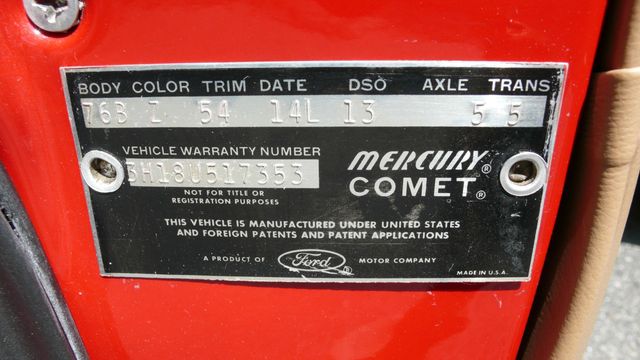 BODY COLOR TRIM DATE DSO AXLE TRANS
76B Z 54 14L 13 5 5
VEHICLE WARRANTY NUMBER
3H18U517353
MERCURY®
COMET®
NOT FOR TITLE OR
REGISTRATION PURPOSES
THIS VEHICLE IS MANUFACTURED UNDER UNITED STATES
AND FOREIGN PATENTS AND PATENT APPLICATIONS
A PRODUCT OF Ford MOTOR COMPANY
MADE IN U.S.A.